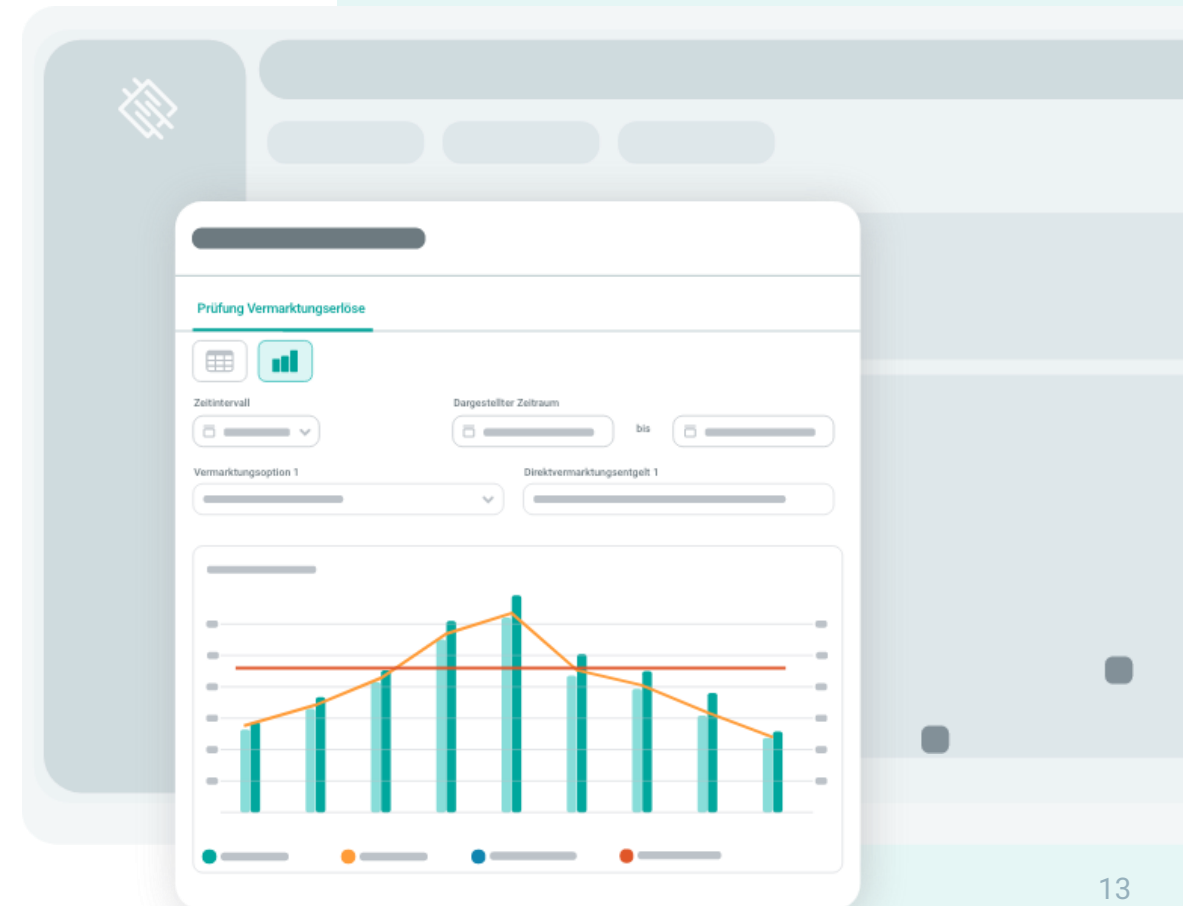 Prüfung Vermarktungserlöse
Zeitintervall
Dargestellter Zeitraum
bis
Vermarktungsoption 1
Direktvermarktungsentgelt 1
13